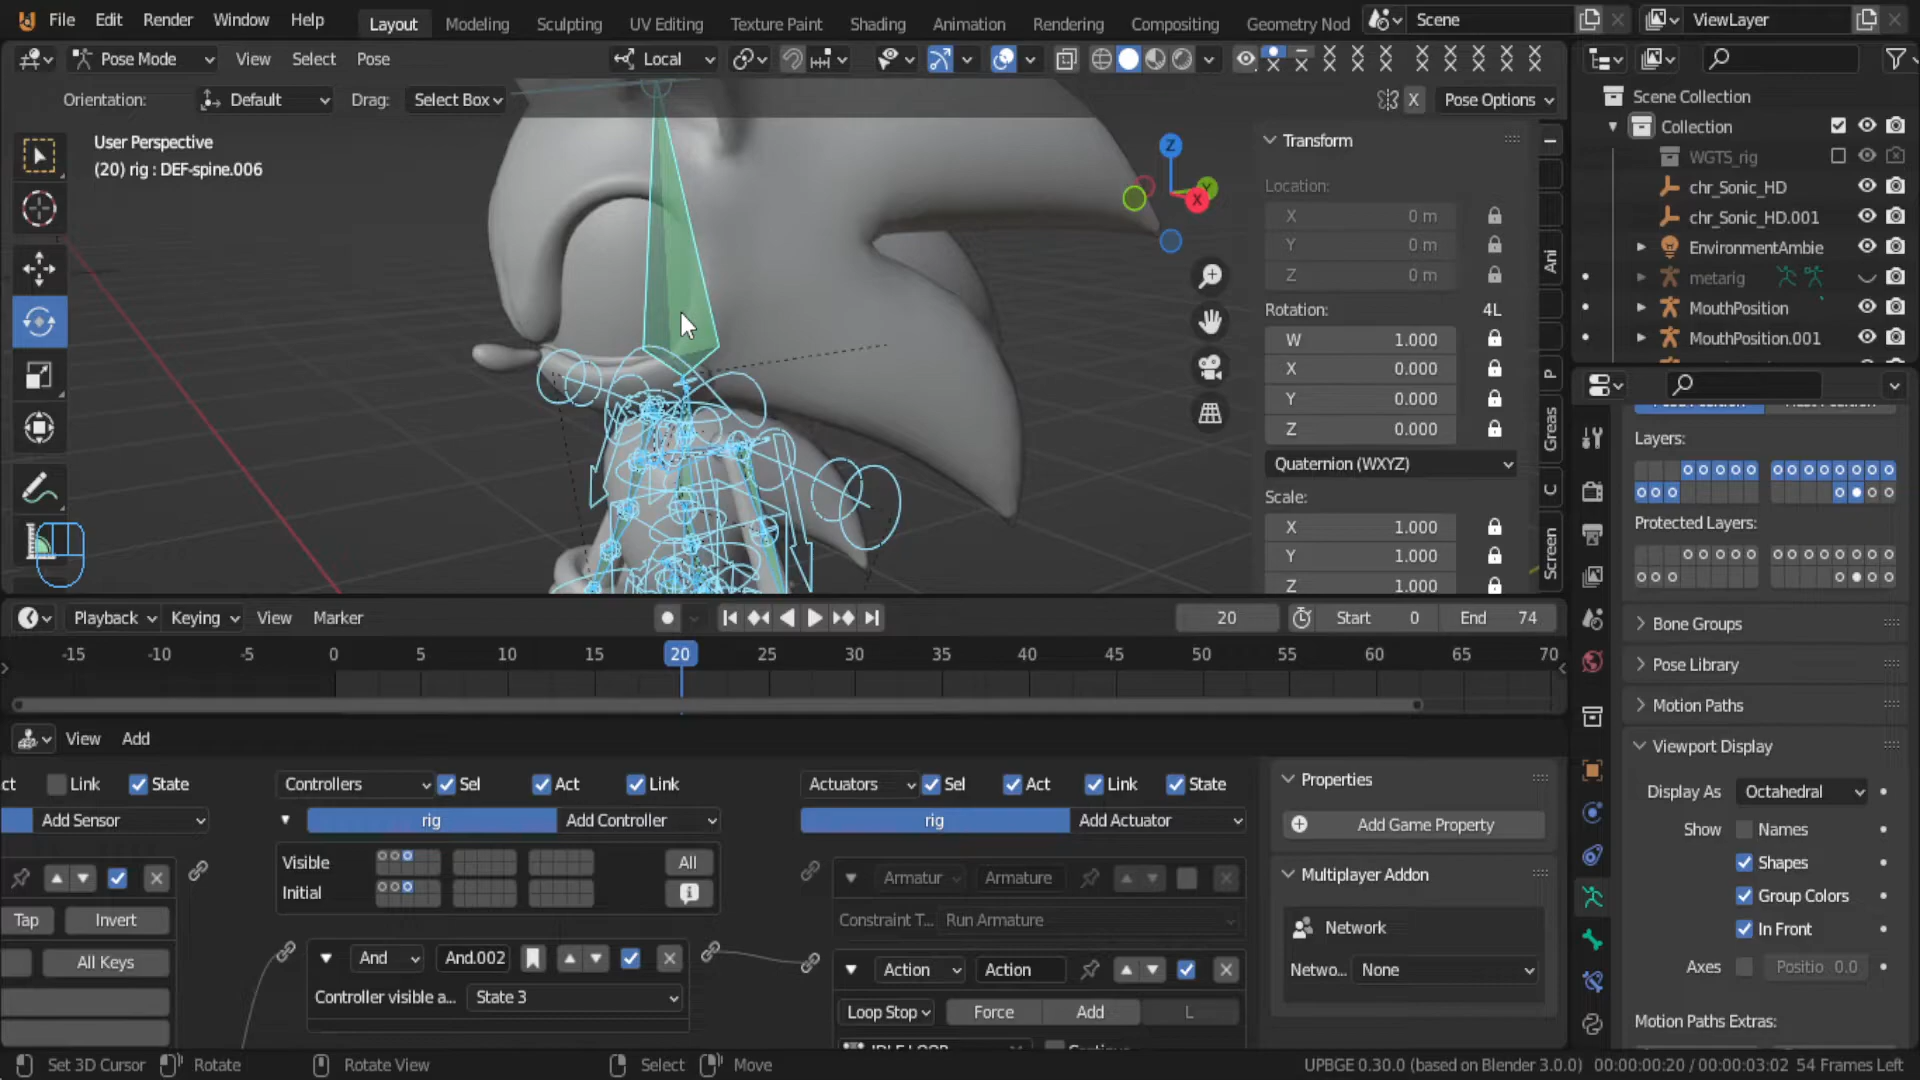 File Edit Render Window Help Layout Modeling Sculpting UV Editing Texture Paint Shading Animation Rendering Compositing Geometry Nod Scene ViewLayer
Pose Mode View Select Pose Local
Orientation: Default Drag: Select Box X Pose Options
User Perspective
(20) rig : DEF-spine.006
Z
Y
X
Transform
Location:
X 0 m
Y 0 m
Z 0 m
Rotation: 4L
W 1.000
X 0.000
Y 0.000
Z 0.000
Quaternion (WXYZ)
Scale:
X 1.000
Y 1.000
Z 1.000
Ani
P
Greas
C
Screen
Scene Collection
Collection
WGTS_rig
chr_Sonic_HD
chr_Sonic_HD.001
EnvironmentAmbie
metarig
MouthPosition
MouthPosition.001
Layers:
Protected Layers:
Bone Groups
Pose Library
Motion Paths
Viewport Display
Display As Octahedral
Show Names
Shapes
Group Colors
In Front
Axes Positio 0.0
Motion Paths Extras:
Playback Keying View Marker 20 Start 0 End 74
-15 -10 -5 0 5 10 15 20 25 30 35 40 45 50 55 60 65 70
View Add
ct Link State Controllers Sel Act Link Actuators Sel Act Link State
Add Sensor rig Add Controller rig Add Actuator
Visible All
Initial
Tap Invert
All Keys
And And.002
Controller visible a... State 3
Armatur Armature
Constraint T... Run Armature
Action Action
Loop Stop Force Add L
IDLE LOOP
Properties
Add Game Property
Multiplayer Addon
Network
Netwo... None
Set 3D Cursor Rotate Rotate View Select Move UPBGE 0.30.0 (based on Blender 3.0.0) 00:00:00:20 / 00:00:03:02 54 Frames Left